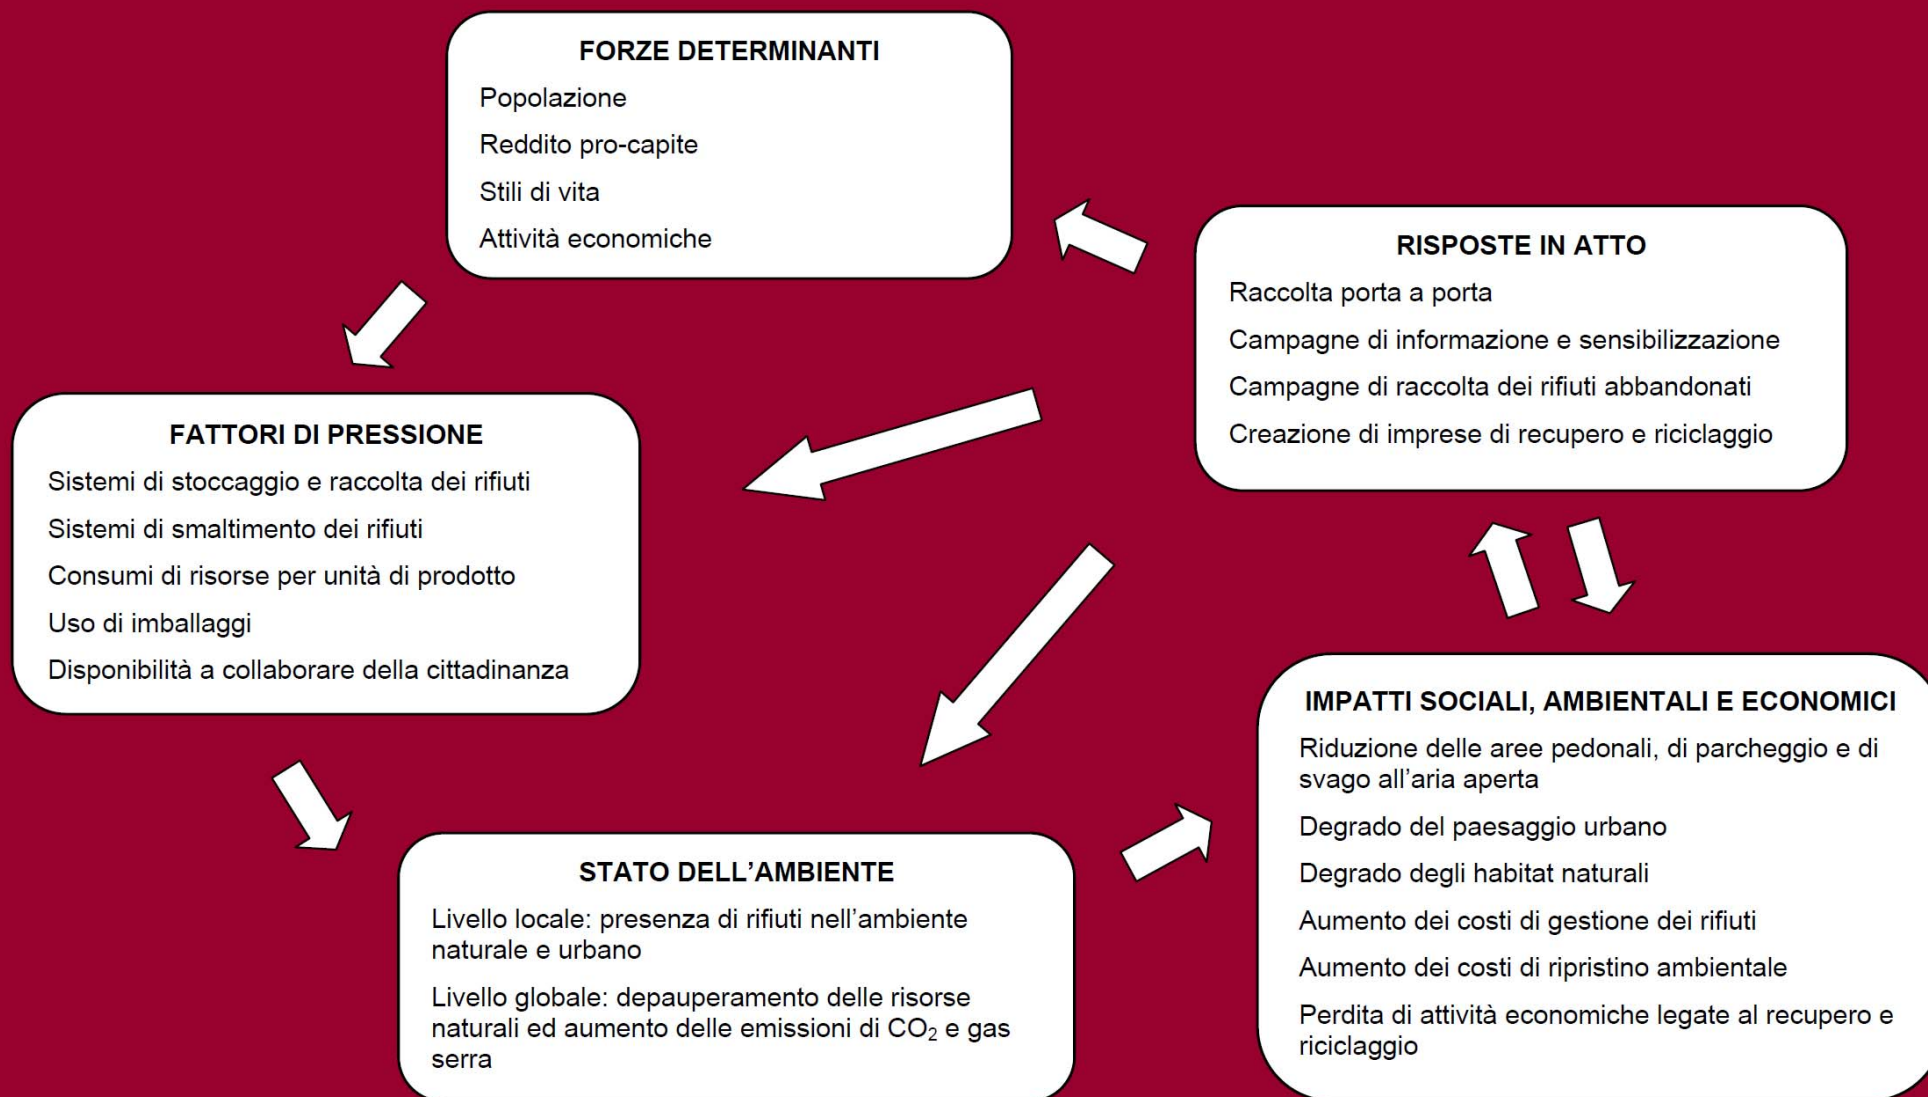 FORZE DETERMINANTI
Popolazione
Reddito pro-capite
Stili di vita
Attività economiche
RISPOSTE IN ATTO
Raccolta porta a porta
Campagne di informazione e sensibilizzazione
Campagne di raccolta dei rifiuti abbandonati
Creazione di imprese di recupero e riciclaggio
FATTORI DI PRESSIONE
Sistemi di stoccaggio e raccolta dei rifiuti
Sistemi di smaltimento dei rifiuti
Consumi di risorse per unità di prodotto
Uso di imballaggi
Disponibilità a collaborare della cittadinanza
IMPATTI SOCIALI, AMBIENTALI E ECONOMICI
Riduzione delle aree pedonali, di parcheggio e di
svago all'aria aperta
Degrado del paesaggio urbano
Degrado degli habitat naturali
Aumento dei costi di gestione dei rifiuti
Aumento dei costi di ripristino ambientale
Perdita di attività economiche legate al recupero e
riciclaggio
STATO DELL'AMBIENTE
Livello locale: presenza di rifiuti nell'ambiente
naturale e urbano
Livello globale: depauperamento delle risorse
naturali ed aumento delle emissioni di CO₂ e gas
serra